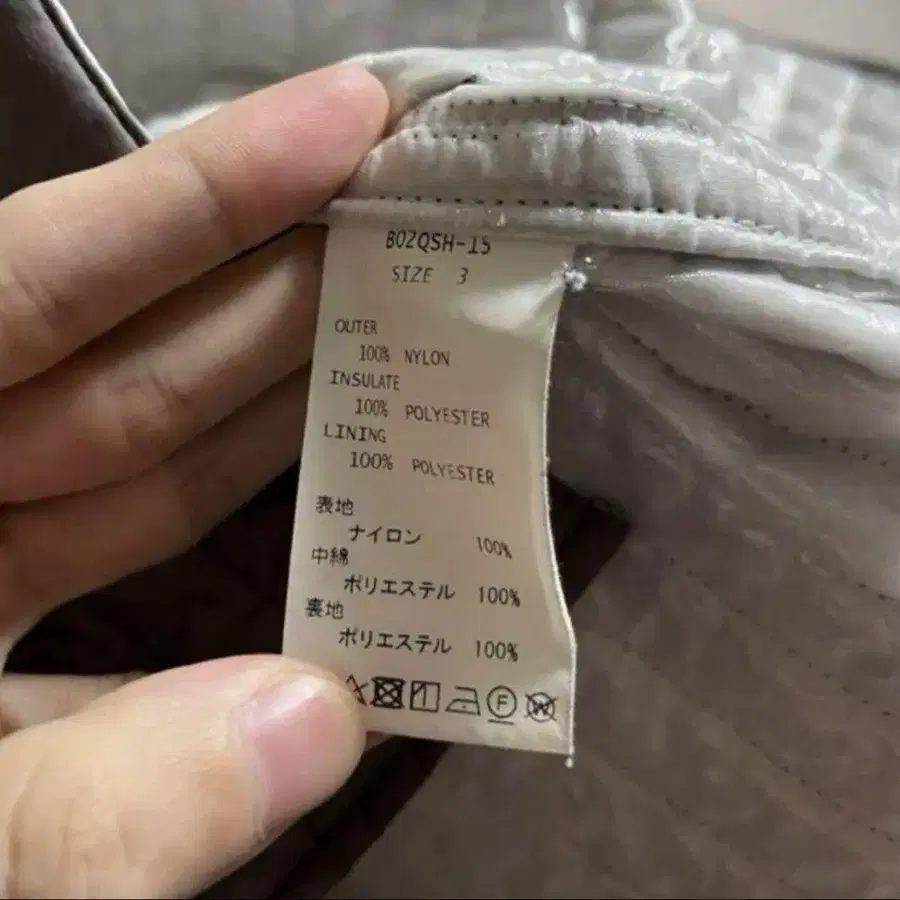 B02QSH-15
SIZE 3
OUTER
100% NYLON
INSULATE
100% POLYESTER
LINING
100% POLYESTER
表地
ナイロン 100%
中綿
ポリエステル 100%
裏地
ポリエステル 100%
F W